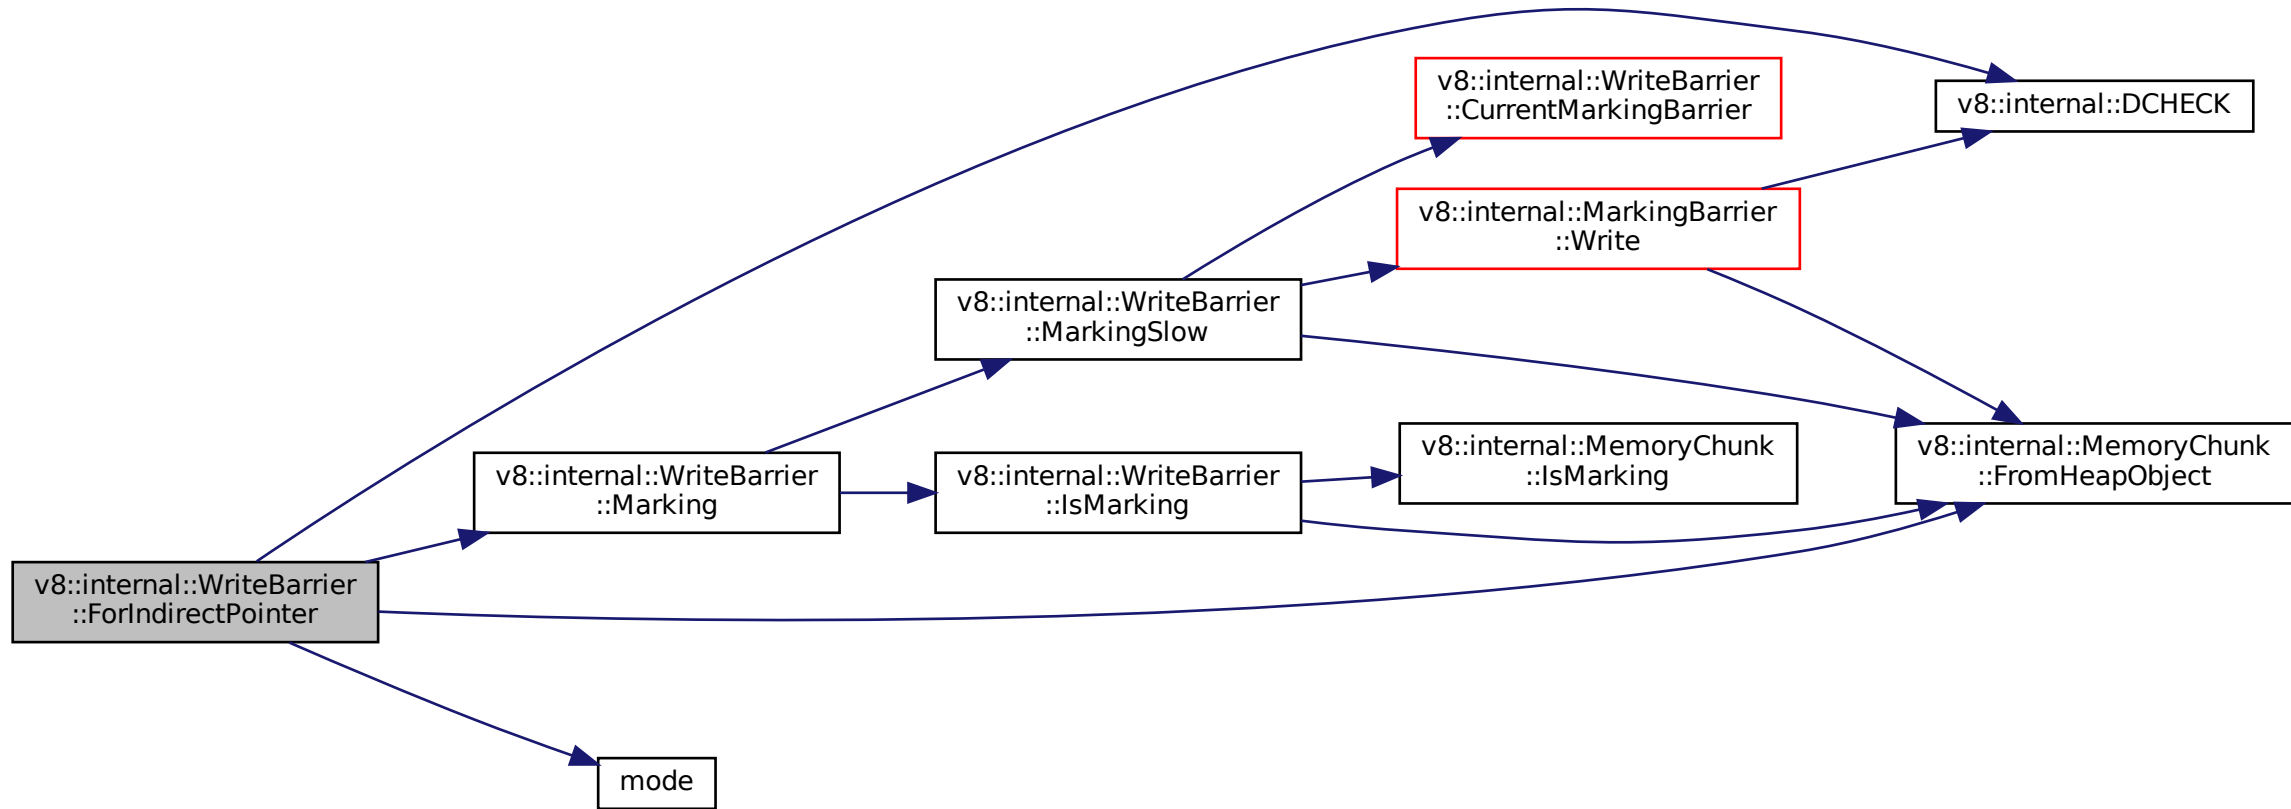 v8::internal::WriteBarrier
::CurrentMarkingBarrier
v8::internal::DCHECK
v8::internal::MarkingBarrier
::Write
v8::internal::WriteBarrier
::MarkingSlow
v8::internal::MemoryChunk
::IsMarking
v8::internal::MemoryChunk
::FromHeapObject
v8::internal::WriteBarrier
::Marking
v8::internal::WriteBarrier
::IsMarking
v8::internal::WriteBarrier
::ForIndirectPointer
mode